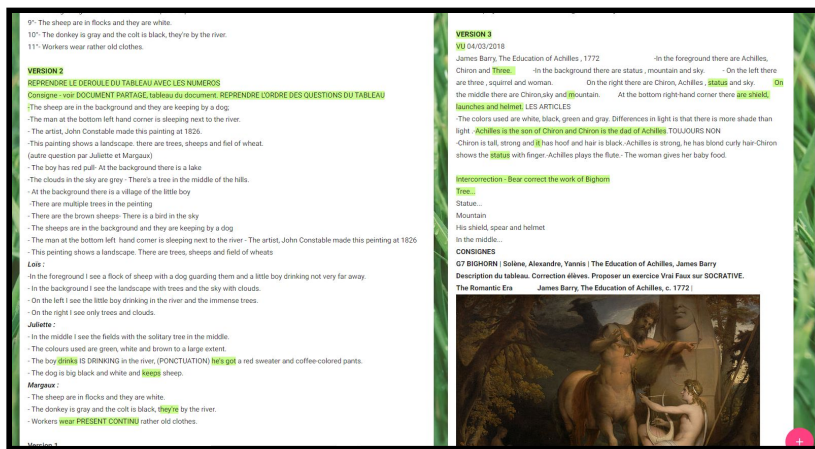 9"- The sheep are in flocks and they are white.
10"- The donkey is gray and the colt is black, they're by the river.
11"- Workers wear rather old clothes.
VERSION 2
REPRENDRE LE DEROULE DU TABLEAU AVEC LES NUMEROS
Consigne - voir DOCUMENT PARTAGE, tableau du document. REPRENDRE L'ORDRE DES QUESTIONS DU TABLEAU
-The sheep are in the background and they are keeping by a dog;
-The man at the bottom left hand corner is sleeping next to the river.
- The artist, John Constable made this painting at 1826.
-This painting shows a landscape. there are trees, sheeps and fiel of wheat.
(autre question par Juliette et Margaux)
- The boy has red pull- At the background there is a lake
-The clouds in the sky are grey - There's a tree in the middle of the hills.
- At the background there is a village of the little boy
-There are multiple trees in the peinting
- There are the brown sheeps- There is a bird in the sky
- The sheeps are in the background and they are keeping by a dog
- The man at the bottom left hand corner is sleeping next to the river - The artist, John Constable made this peinting at 1826
- This painting shows a landscape. There are trees, sheeps and field of wheats
Lois :
-In the foreground I see a flock of sheep with a dog guarding them and a little boy drinking not very far away.
- In the background I see the landscape with trees and the sky with clouds.
- On the left I see the little boy drinking in the river and the immense trees.
- On the right I see only trees and clouds.
Juliette :
- In the middle I see the fields with the solitary tree in the middle.
- The colours used are green, white and brown to a large extent.
- The boy drinks IS DRINKING in the river, (PONCTUATION) he's got a red sweater and coffee-colored pants.
- The dog is big black and white and keeps sheep.
Margaux :
- The sheep are in flocks and they are white.
- The donkey is gray and the colt is black, they're by the river.
- Workers wear PRESENT CONTINU rather old clothes.
Version 1
VERSION 3
VU 04/03/2018
James Barry, The Education of Achilles , 1772 -In the foreground there are Achilles,
Chiron and Three. -In the background there are status , mountain and sky. - On the left there
are three , squirrel and woman. On the right there are Chiron, Achilles , status and sky. On
the middle there are Chiron,sky and mountain. At the bottom right-hand corner there are shield,
launches and helmet. LES ARTICLES
-The colors used are white, black, green and gray. Differences in light is that there is more shade than
light .-Achilles is the son of Chiron and Chiron is the dad of Achilles.TOUJOURS NON
-Chiron is tall, strong and it has hoof and hair is black.-Achilles is strong, he has blond curly hair-Chiron
shows the status with finger.-Achilles plays the flute.- The woman gives her baby food.
Intercorrection - Bear correct the work of Bighorn
Tree...
Statue...
Mountain
His shield, spear and helmet
In the middle...
CONSIGNES
G7 BIGHORN | Solène, Alexandre, Yannis | The Education of Achilles, James Barry
Description du tableau. Correction élèves. Proposer un exercice Vrai Faux sur SOCRATIVE.
The Romantic Era James Barry, The Education of Achilles, c. 1772 |